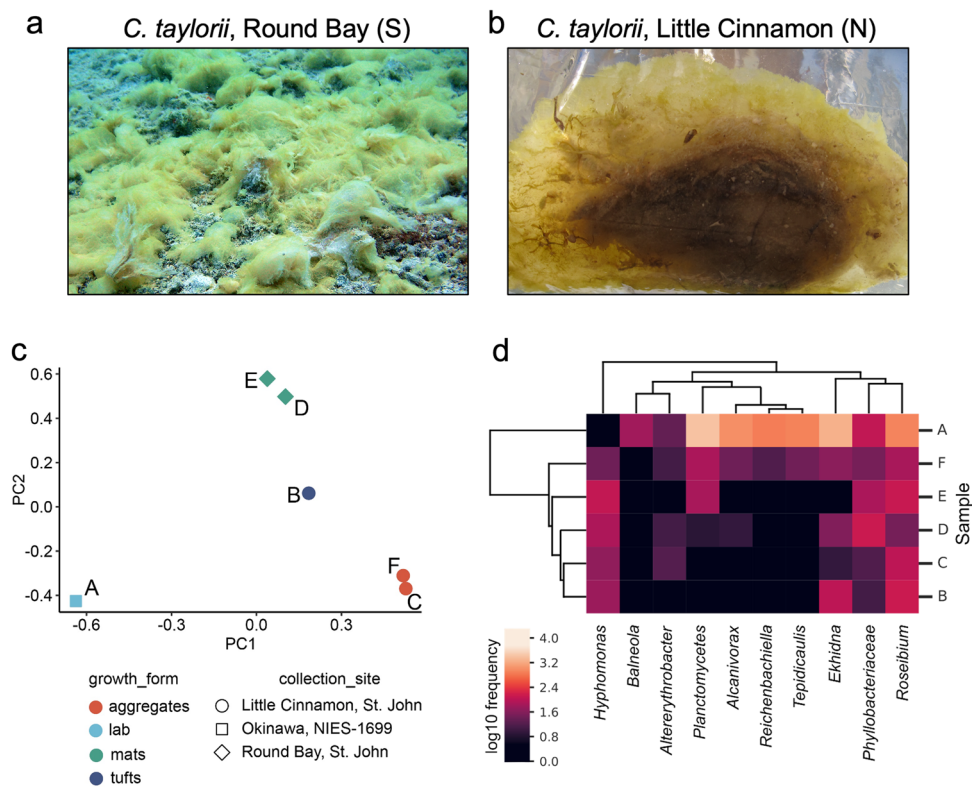 a
C. taylorii, Round Bay (S)
b
C. taylorii, Little Cinnamon (N)
c
0.6
0.4
0.2
0.0
-0.2
-0.4
PC2
E
D
B
F
C
A
-0.6
-0.3
0.0
0.3
PC1
growth_form
aggregates
lab
mats
tufts
collection_site
Little Cinnamon, St. John
Okinawa, NIES-1699
Round Bay, St. John
d
A
F
E
D
C
B
Sample
log10 frequency
4.0
3.2
2.4
1.6
0.8
0.0
Hyphomonas
Balneola
Altererythrobacter
Planctomycetes
Alcanivorax
Reichenbachiella
Tepidicaulis
Ekhidna
Phyllobacteriaceae
Roseibium